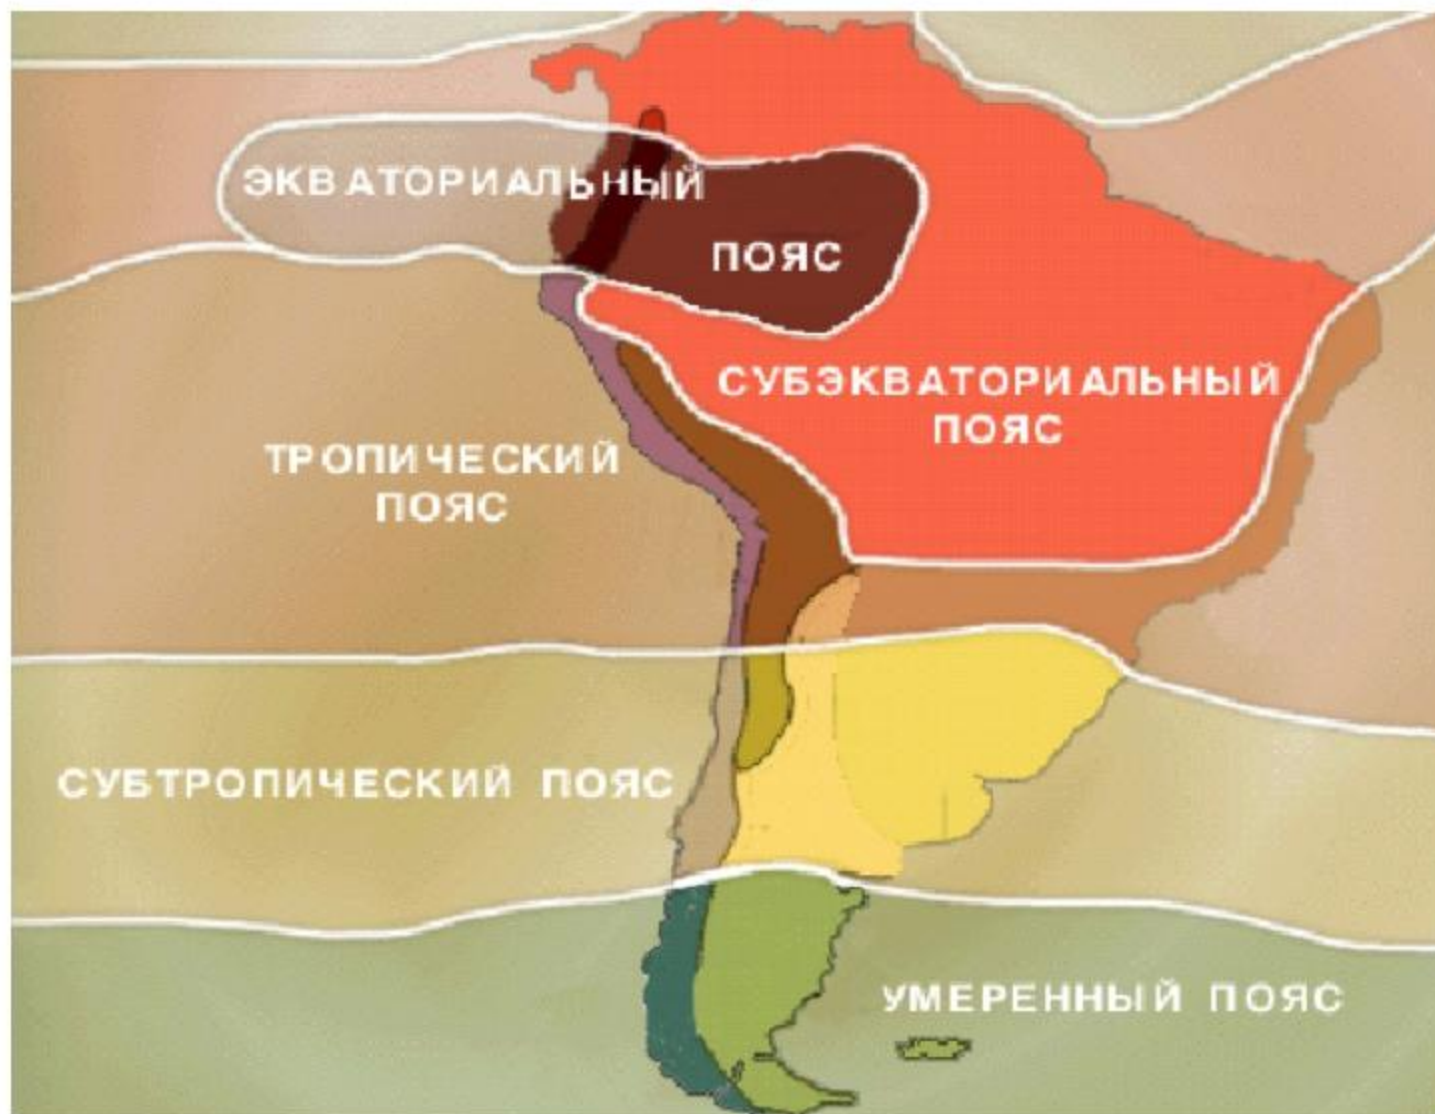 ЭКВАТОРИАЛЬНЫЙ
ПОЯС
СУБЭКВАТОРИАЛЬНЫЙ
ПОЯС
ТРОПИЧЕСКИЙ
ПОЯС
СУБТРОПИЧЕСКИЙ ПОЯС
УМЕРЕННЫЙ ПОЯС